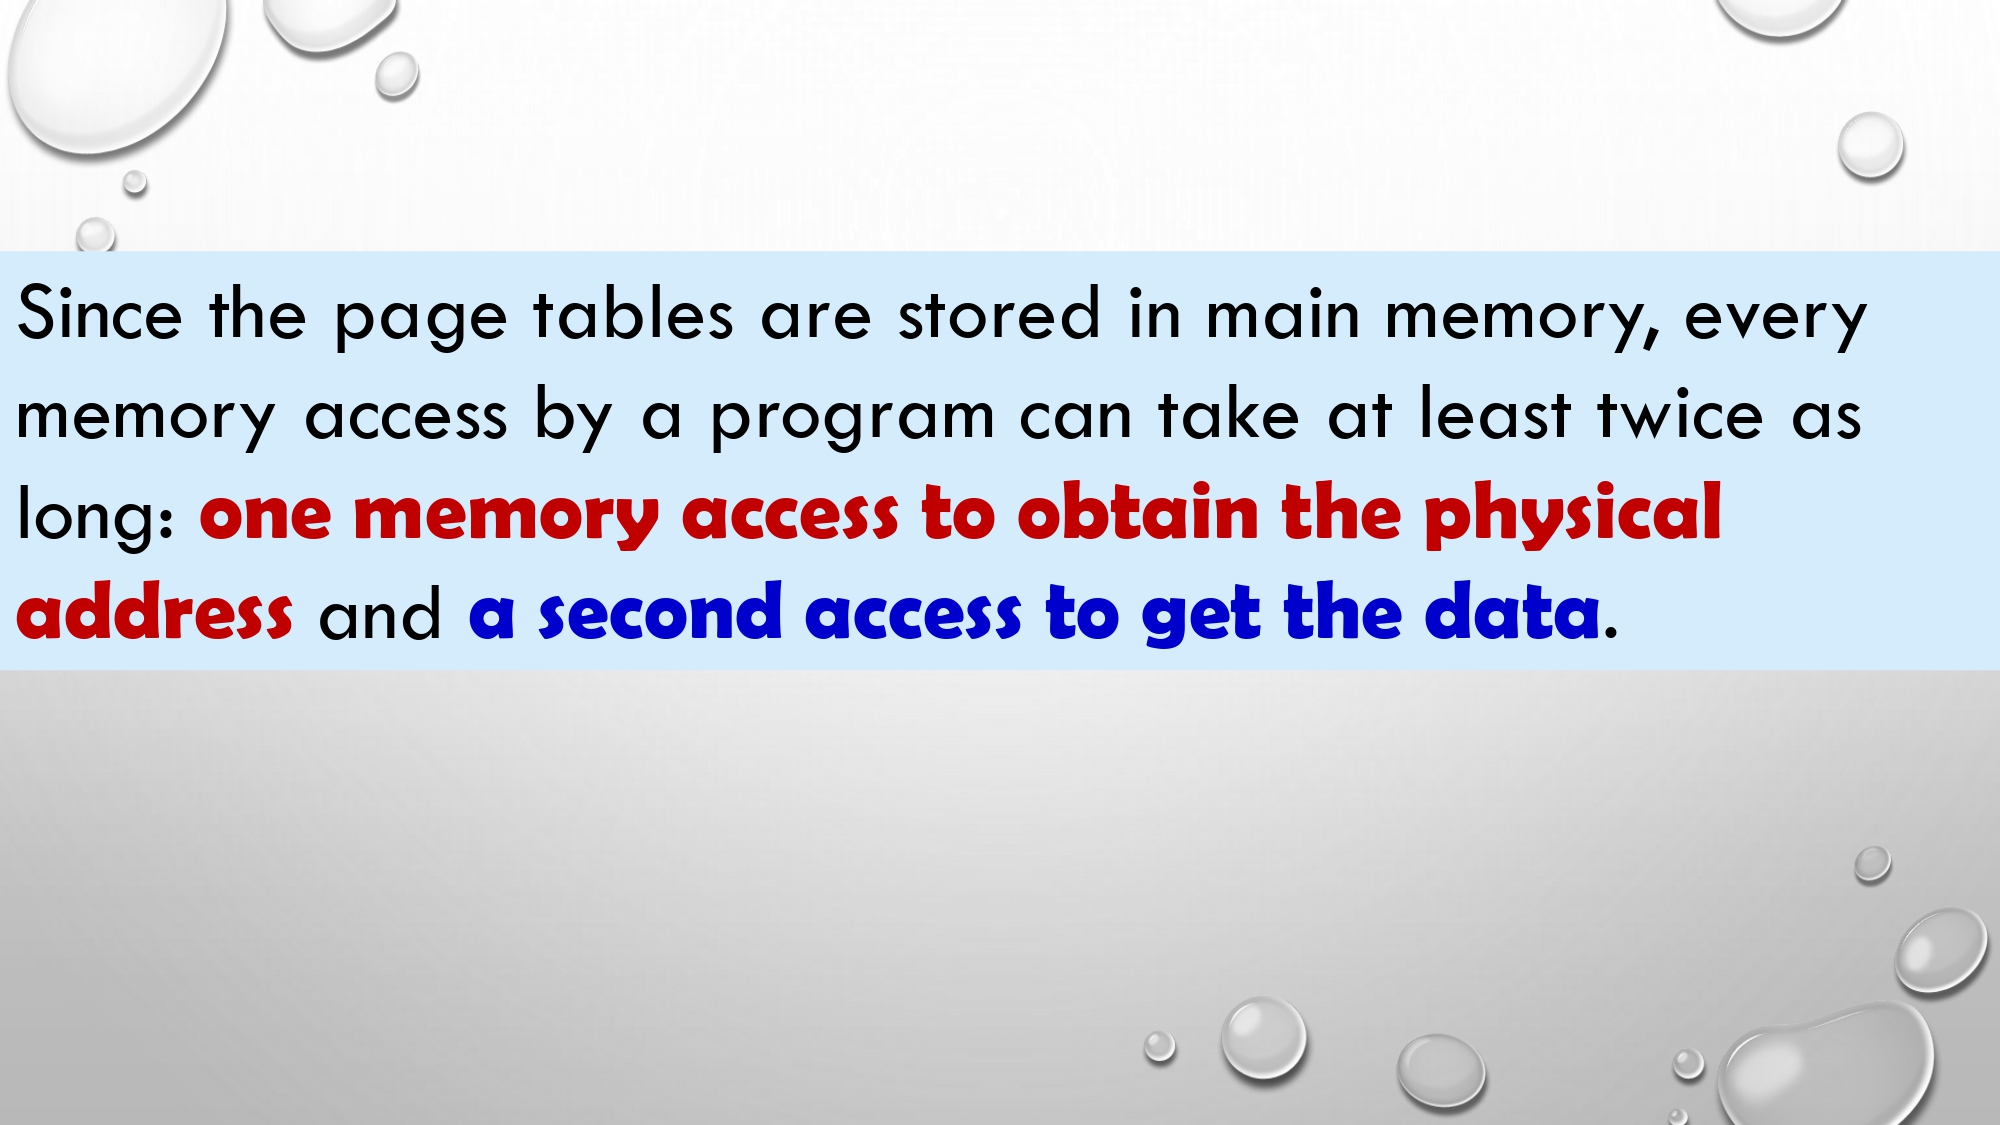 Since the page tables are stored in main memory, every
memory access by a program can take at least twice as
long: one memory access to obtain the physical
address and a second access to get the data.